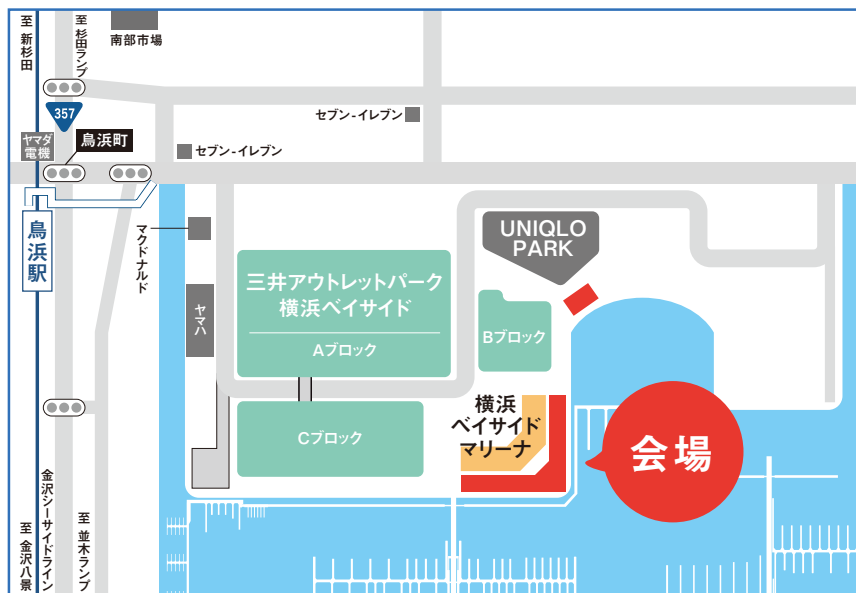 至 新杉田
至 杉田ランプ
南部市場
357
セブン-イレブン
ヤマダ
電機
鳥浜町
セブン-イレブン
鳥浜駅
マクドナルド
UNIQLO
PARK
三井アウトレットパーク
横浜ベイサイド
Aブロック
ヤマハ
Bブロック
横浜
ベイサイド
マリーナ
Cブロック
会場
金沢シーサイドライン
至 金沢八景
至 並木ランプ